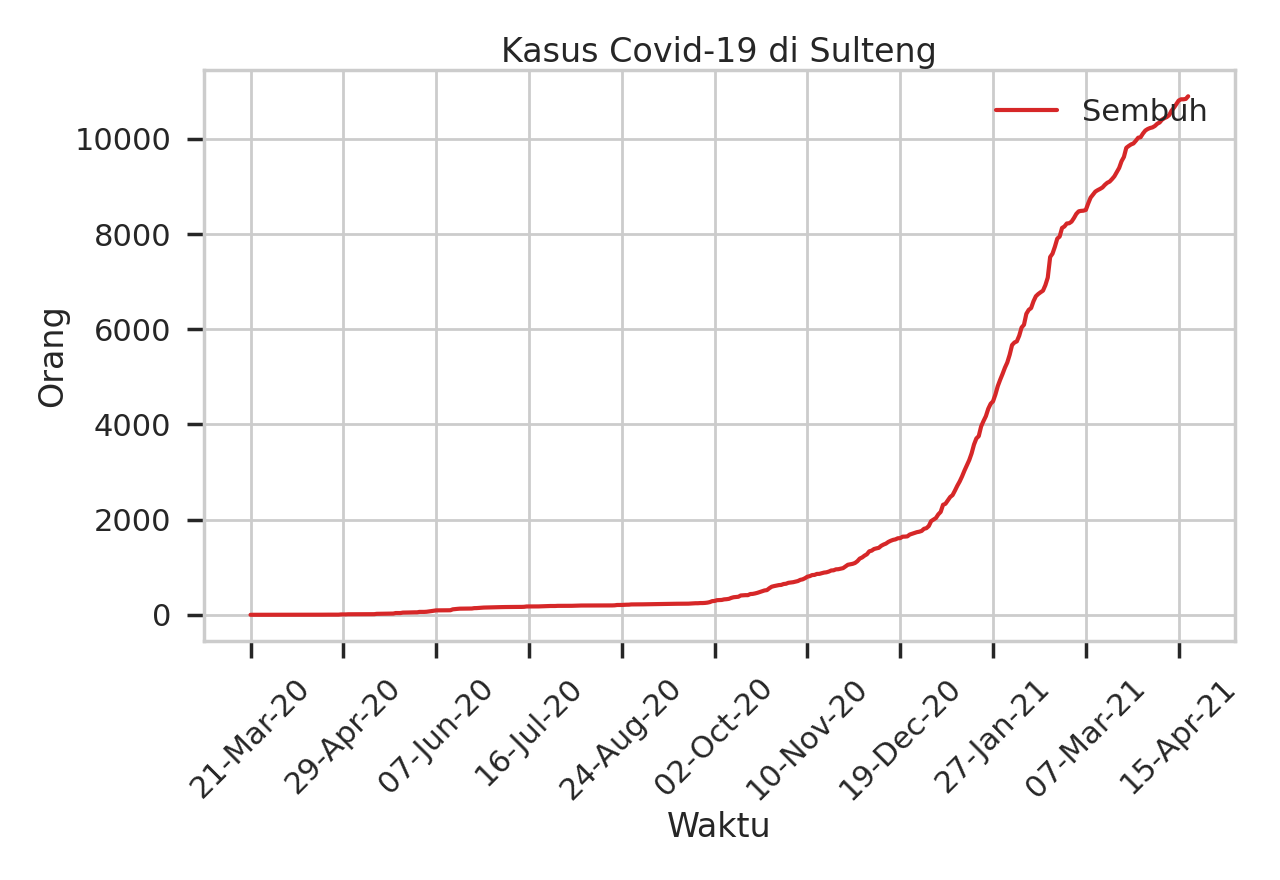 Kasus Covid-19 di Sulteng
Sembuh
Orang
10000
8000
6000
4000
2000
0
21-Mar-20
29-Apr-20
07-Jun-20
16-Jul-20
24-Aug-20
02-Oct-20
10-Nov-20
19-Dec-20
27-Jan-21
07-Mar-21
15-Apr-21
Waktu